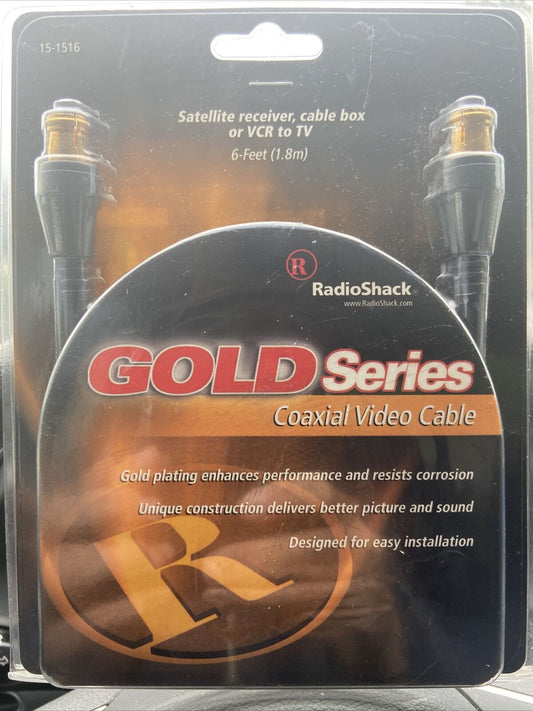 15-1516
Satellite receiver, cable box
or VCR to TV
6-Feet (1.8m)
R
RadioShack®
www.RadioShack.com
GOLD Series
Coaxial Video Cable
Gold plating enhances performance and resists corrosion
Unique construction delivers better picture and sound
Designed for easy installation
R